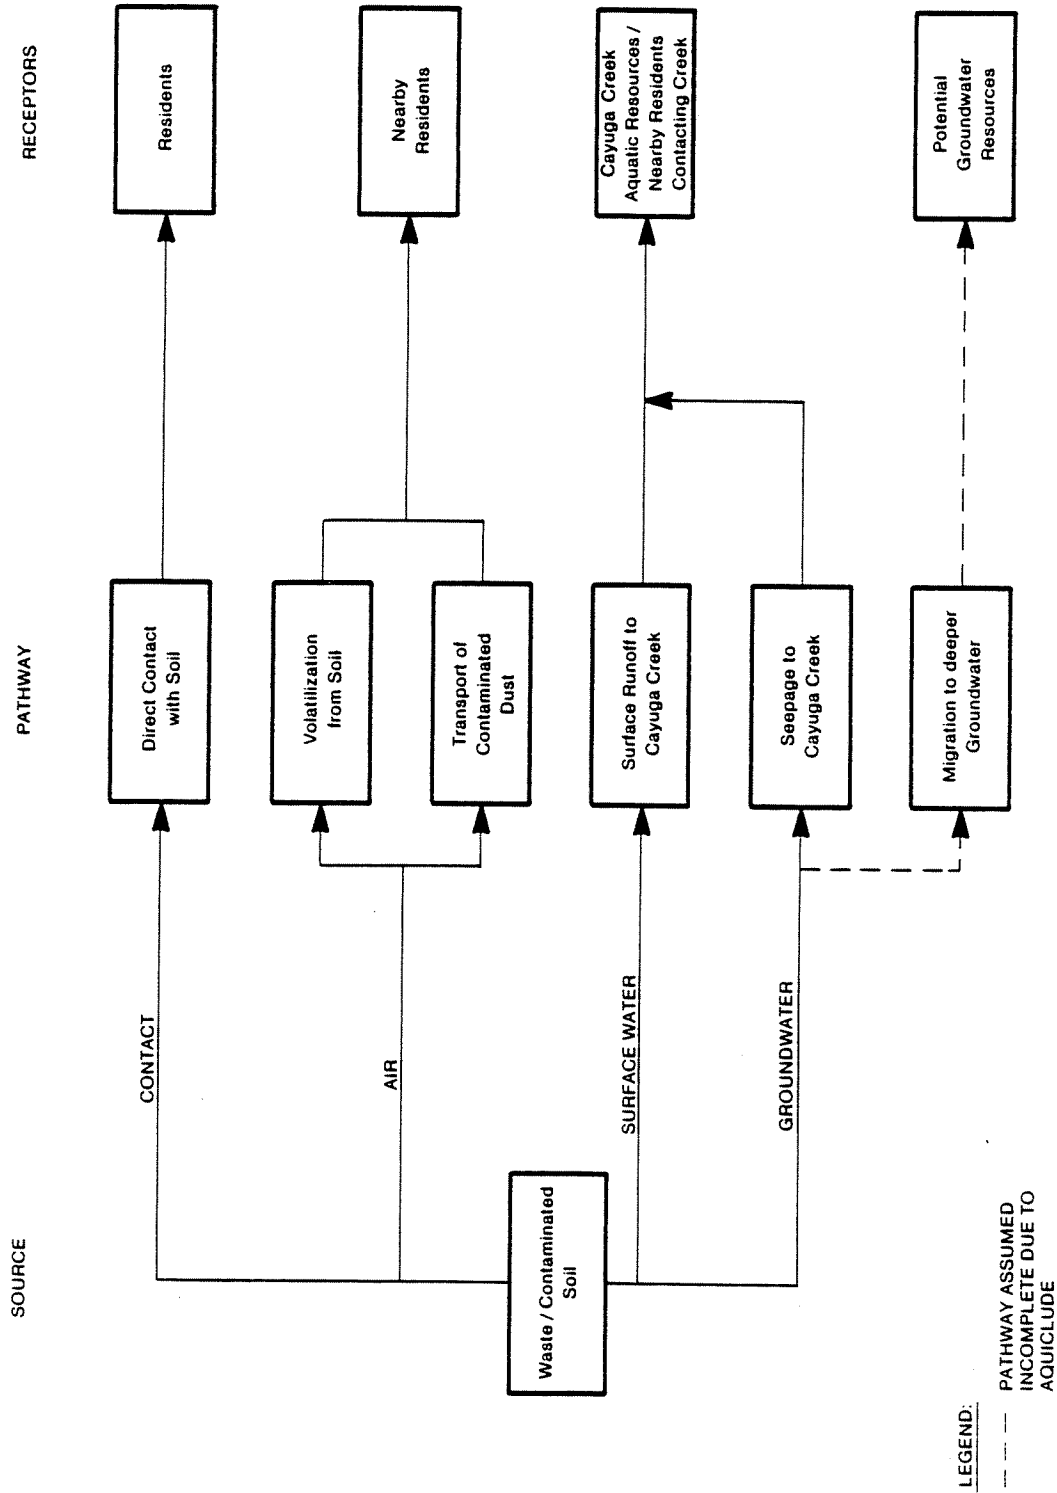 SOURCE
PATHWAY
RECEPTORS
CONTACT
Direct Contact
with Soil
Residents
AIR
Volatilization
from Soil
Transport of
Contaminated
Dust
Nearby
Residents
Waste / Contaminated
Soil
SURFACE WATER
Surface Runoff to
Cayuga Creek
Cayuga Creek
Aquatic Resources /
Nearby Residents
Contacting Creek
GROUNDWATER
Seepage to
Cayuga Creek
Migration to deeper
Groundwater
Potential
Groundwater
Resources
LEGEND:
PATHWAY ASSUMED
INCOMPLETE DUE TO
AQUICLUDE